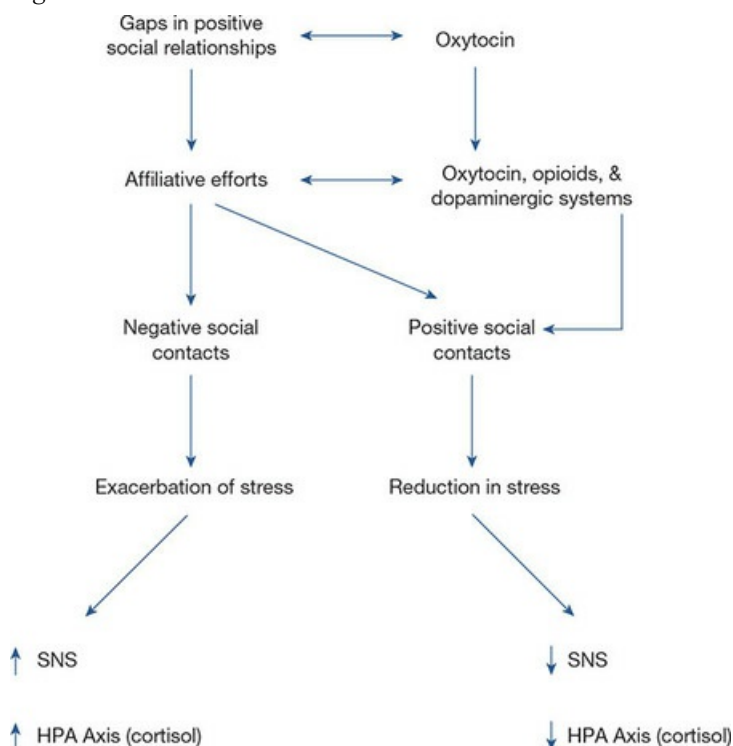 Gaps in positive
social relationships
Oxytocin
Affiliative efforts
Oxytocin, opioids, &
dopaminergic systems
Negative social
contacts
Positive social
contacts
Exacerbation of stress
Reduction in stress
SNS
SNS
HPA Axis (cortisol)
HPA Axis (cortisol)